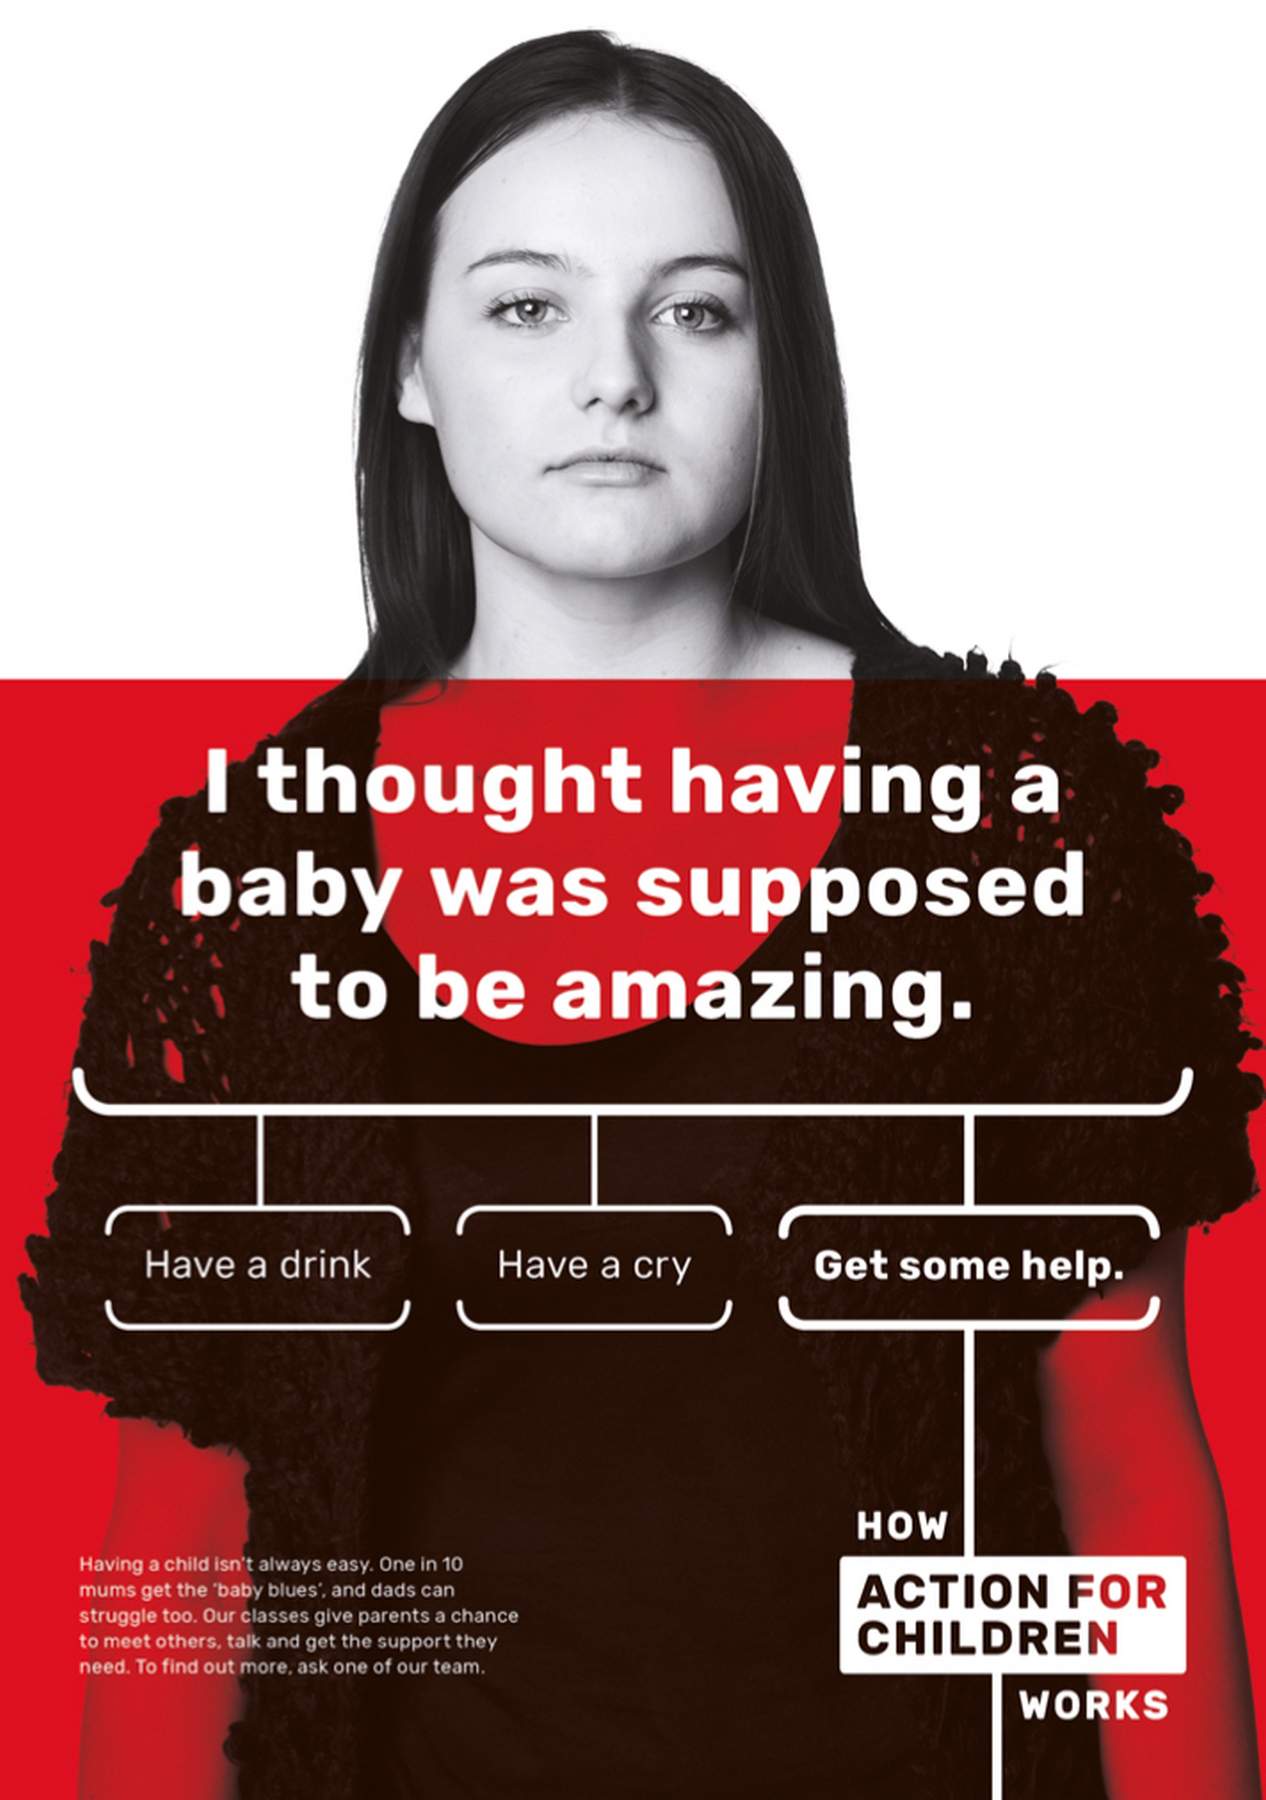 I thought having a
baby was supposed
to be amazing.
Have a drink
Have a cry
Get some help.
Having a child isn't always easy. One in 10
mums get the 'baby blues', and dads can
struggle too. Our classes give parents a chance
to meet others, talk and get the support they
need. To find out more, ask one of our team.
HOW
ACTION FOR
CHILDREN
WORKS